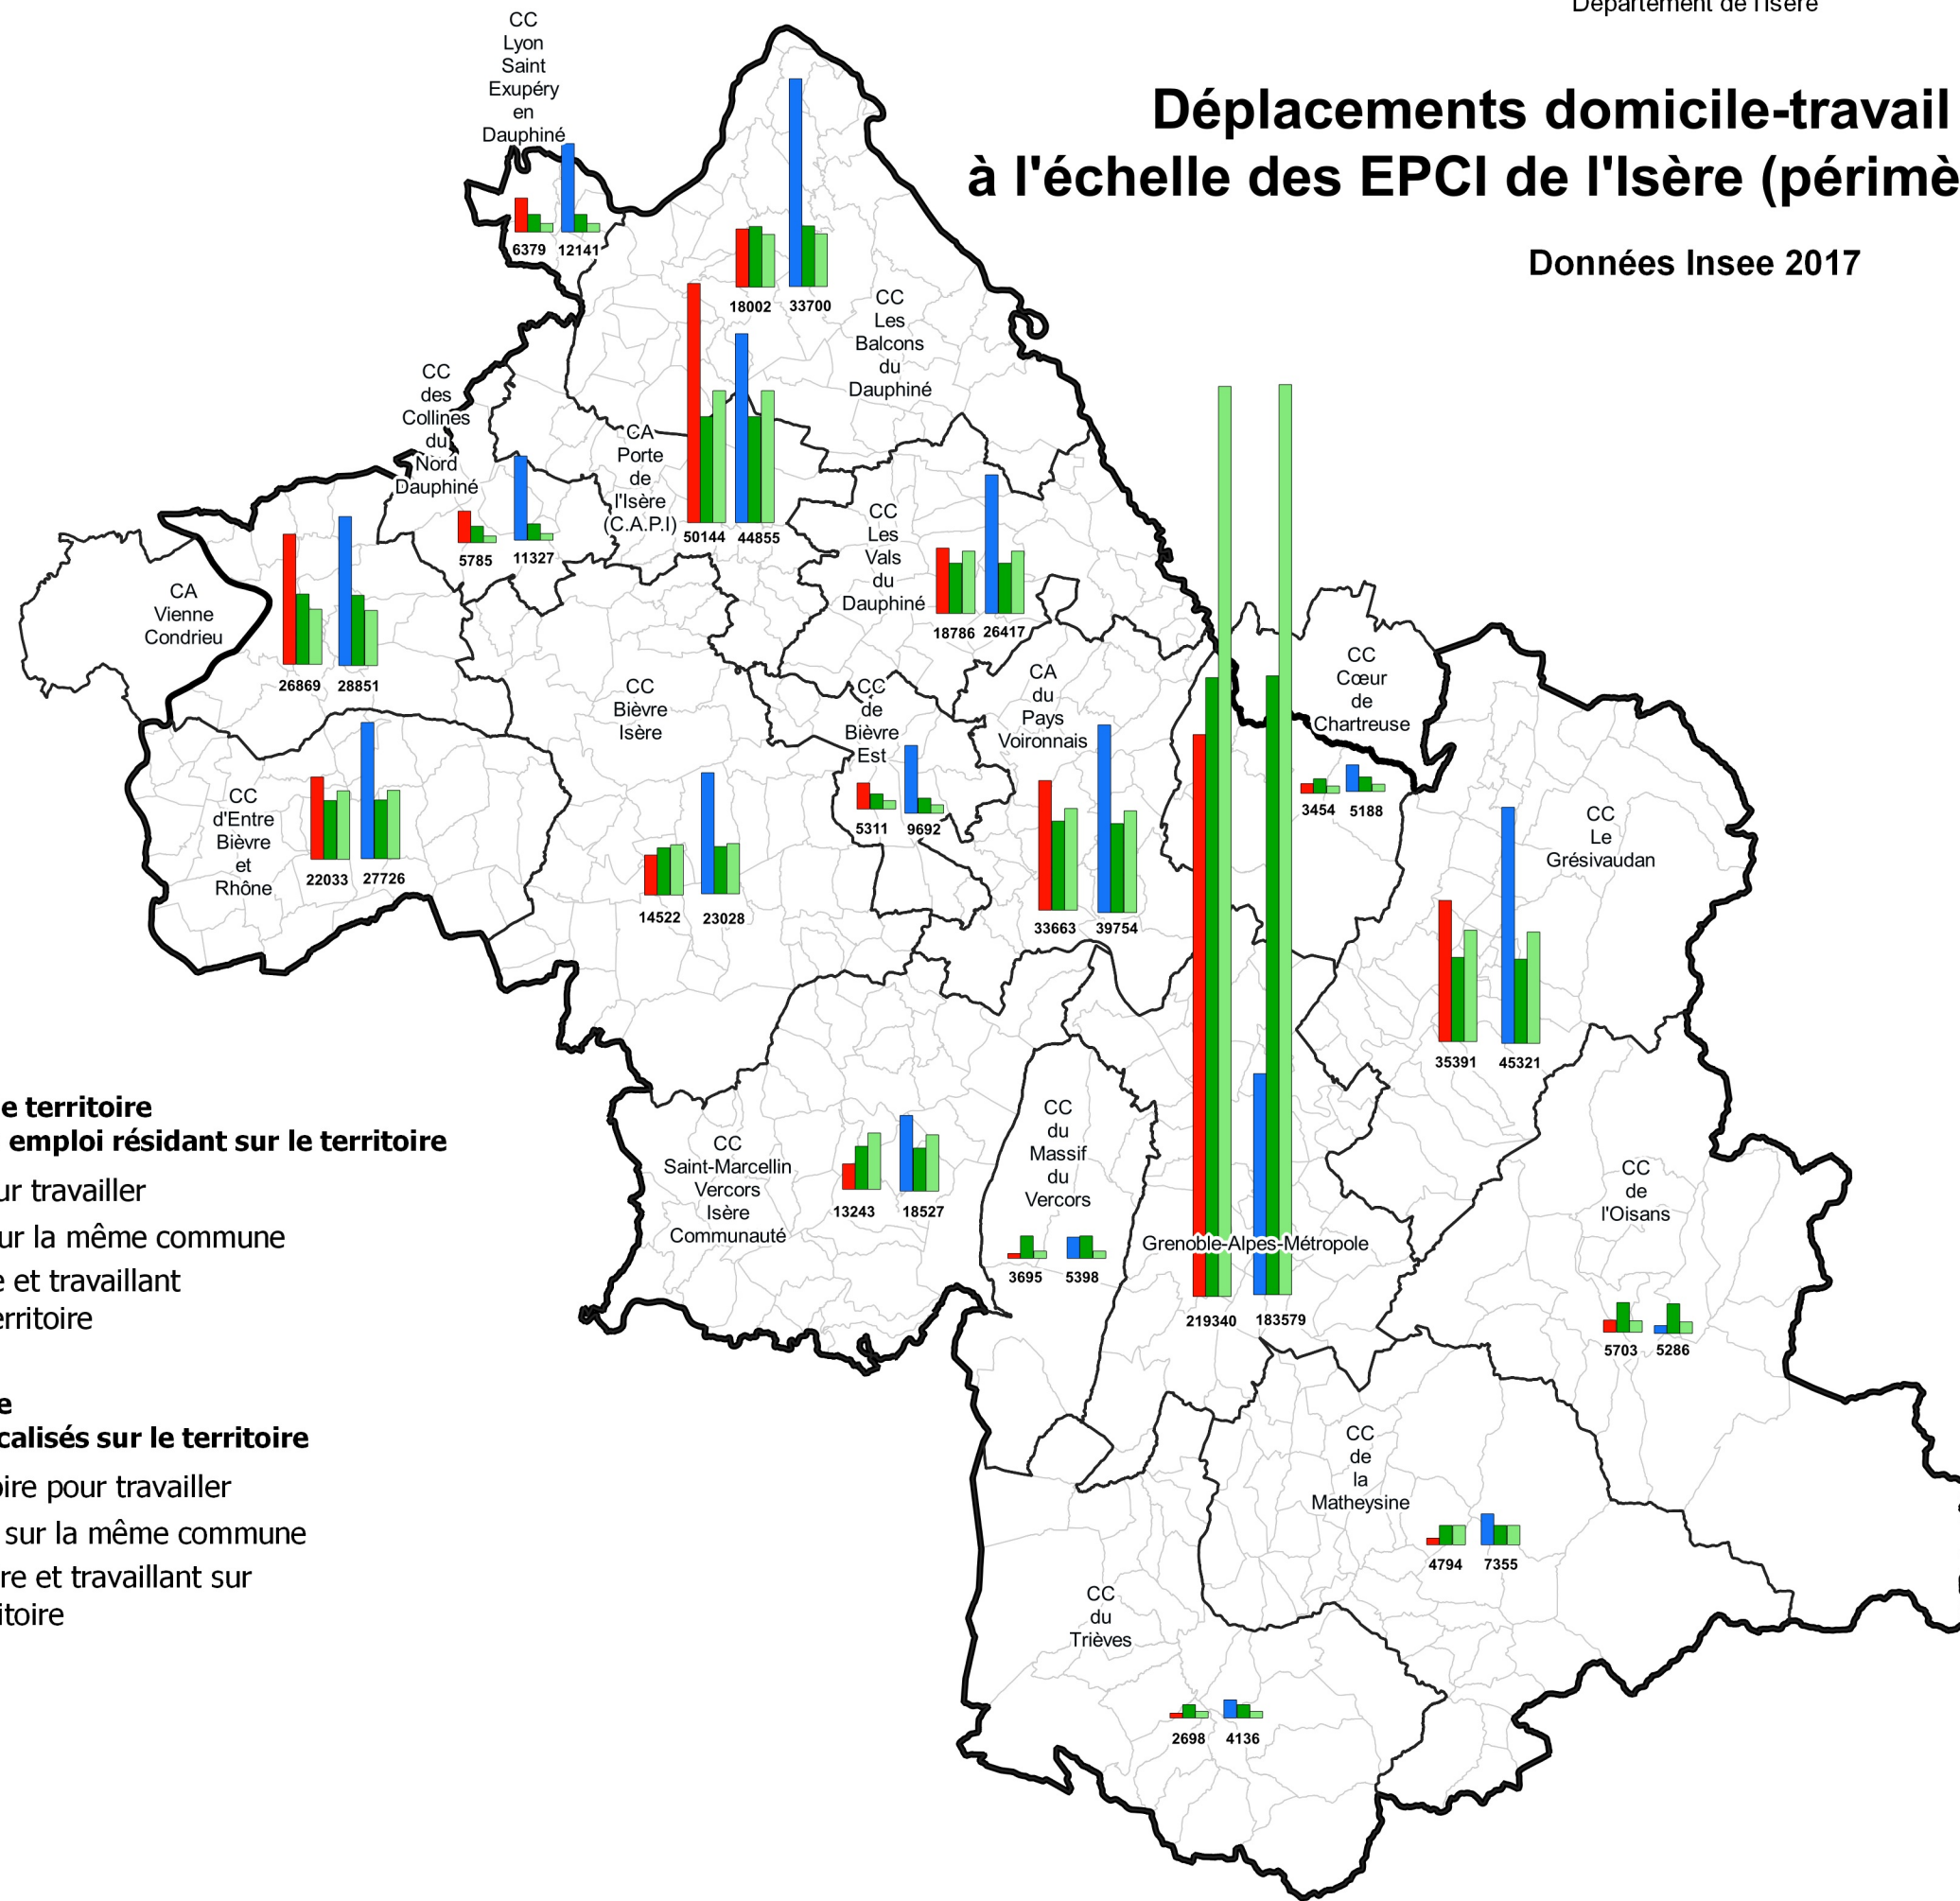 Département de l'Isère
Déplacements domicile-travail
à l'échelle des EPCI de l'Isère (périmè
Données Insee 2017
CC
Lyon
Saint
Exupéry
en
Dauphiné
6379 12141
18002 33700
CC
Les
Balcons
du
Dauphiné
CC
des
Collines
du
Nord
Dauphiné
5785 11327
CA
Porte
de
l'Isère
(C.A.P.I)
50144 44855
CC
Les
Vals
du
Dauphiné
18786 26417
CA
Vienne
Condrieu
26869 28851
CC
Bièvre
Isère
14522 23028
CC
de
Bièvre
Est
5311 9692
CA
du
Pays
Voironnais
33663 39754
CC
Cœur
de
Chartreuse
3454 5188
CC
d'Entre
Bièvre
et
Rhône
22033 27726
CC
Le
Grésivaudan
35391 45321
CC
Saint-Marcellin
Vercors
Isère
Communauté
13243 18527
CC
du
Massif
du
Vercors
3695 5398
Grenoble-Alpes-Métropole
219340 183579
CC
de
l'Oisans
5703 5286
CC
de
la
Matheysine
4794 7355
CC
du
Trièves
2698 4136
e territoire
emploi résidant sur le territoire
ur travailler
ur la même commune
e et travaillant
erritoire
e
calisés sur le territoire
oire pour travailler
sur la même commune
re et travaillant sur
itoire